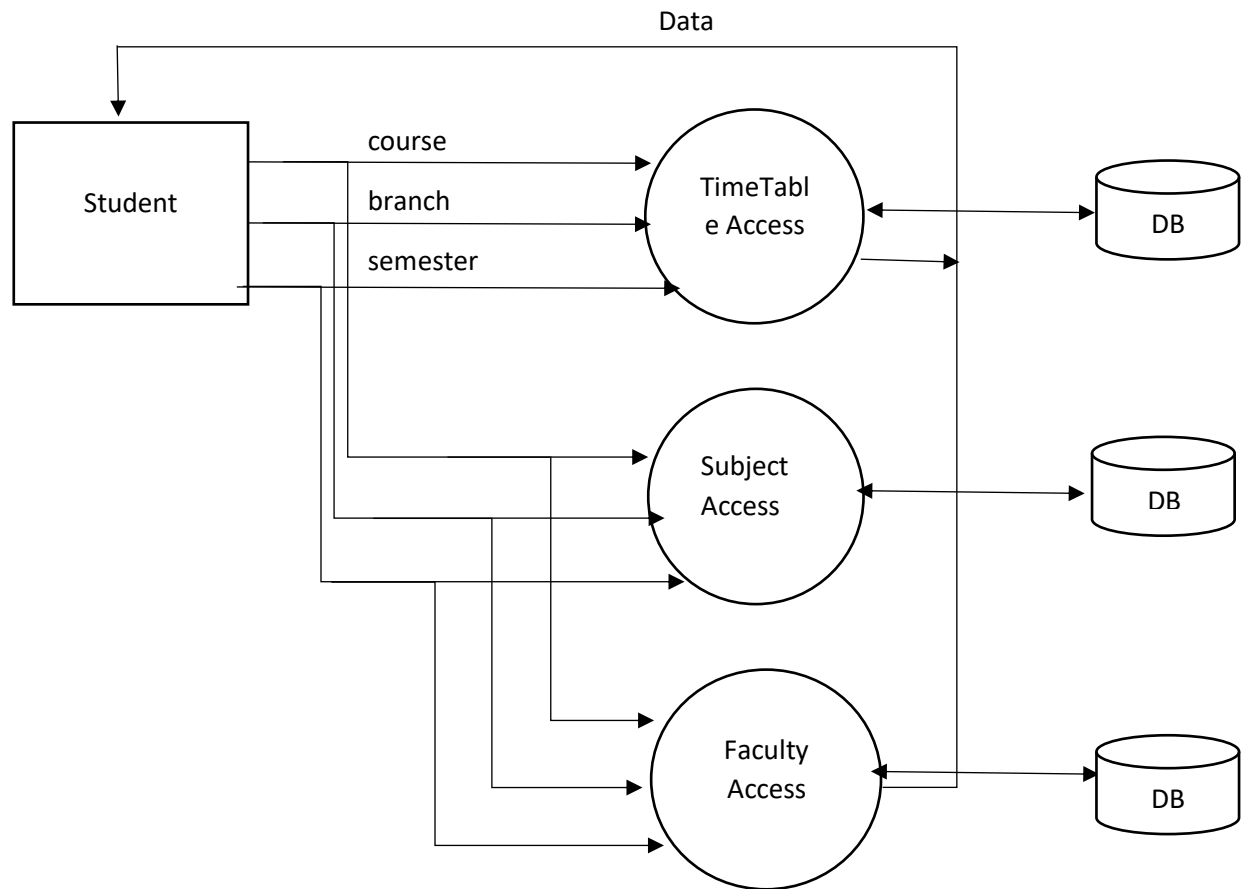 Data
course
Student
branch
semester
TimeTabl
e Access
DB
Subject
Access
DB
Faculty
Access
DB